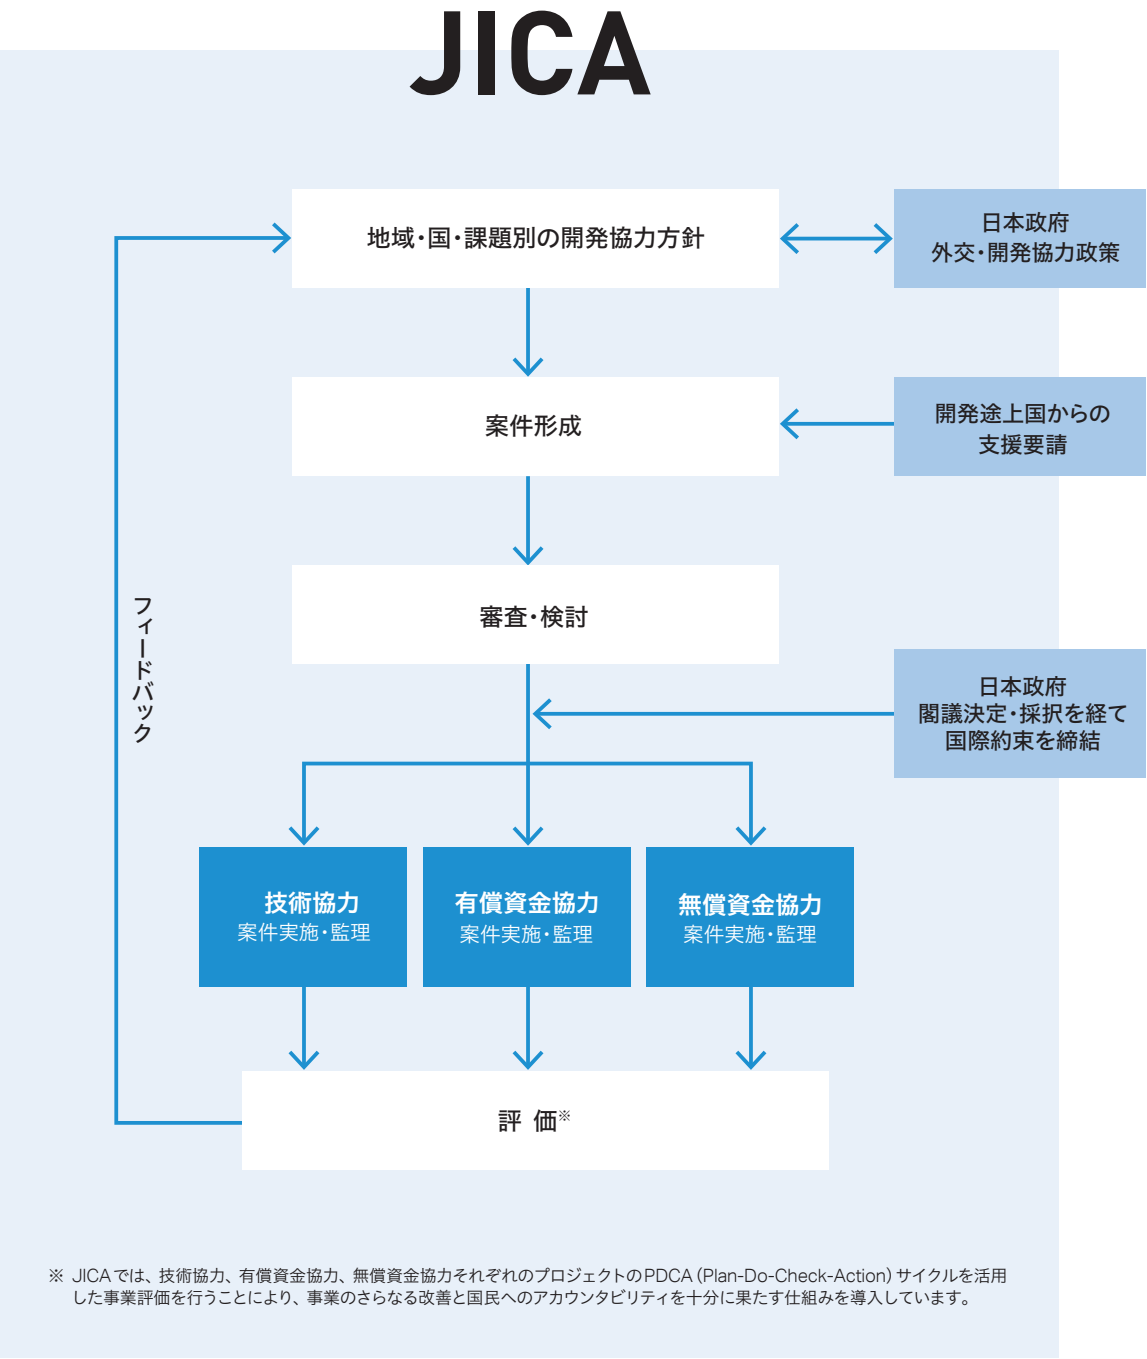 JICA
地域・国・課題別の開発協力方針
日本政府
外交・開発協力政策
案件形成
開発途上国からの
支援要請
審査・検討
フィードバック
日本政府
閣議決定・採択を経て
国際約束を締結
技術協力
案件実施・監理
有償資金協力
案件実施・監理
無償資金協力
案件実施・監理
評 価※
※ JICAでは、技術協力、有償資金協力、無償資金協力それぞれのプロジェクトのPDCA（Plan-Do-Check-Action）サイクルを活用
した事業評価を行うことにより、事業のさらなる改善と国民へのアカウンタビリティを十分に果たす仕組みを導入しています。